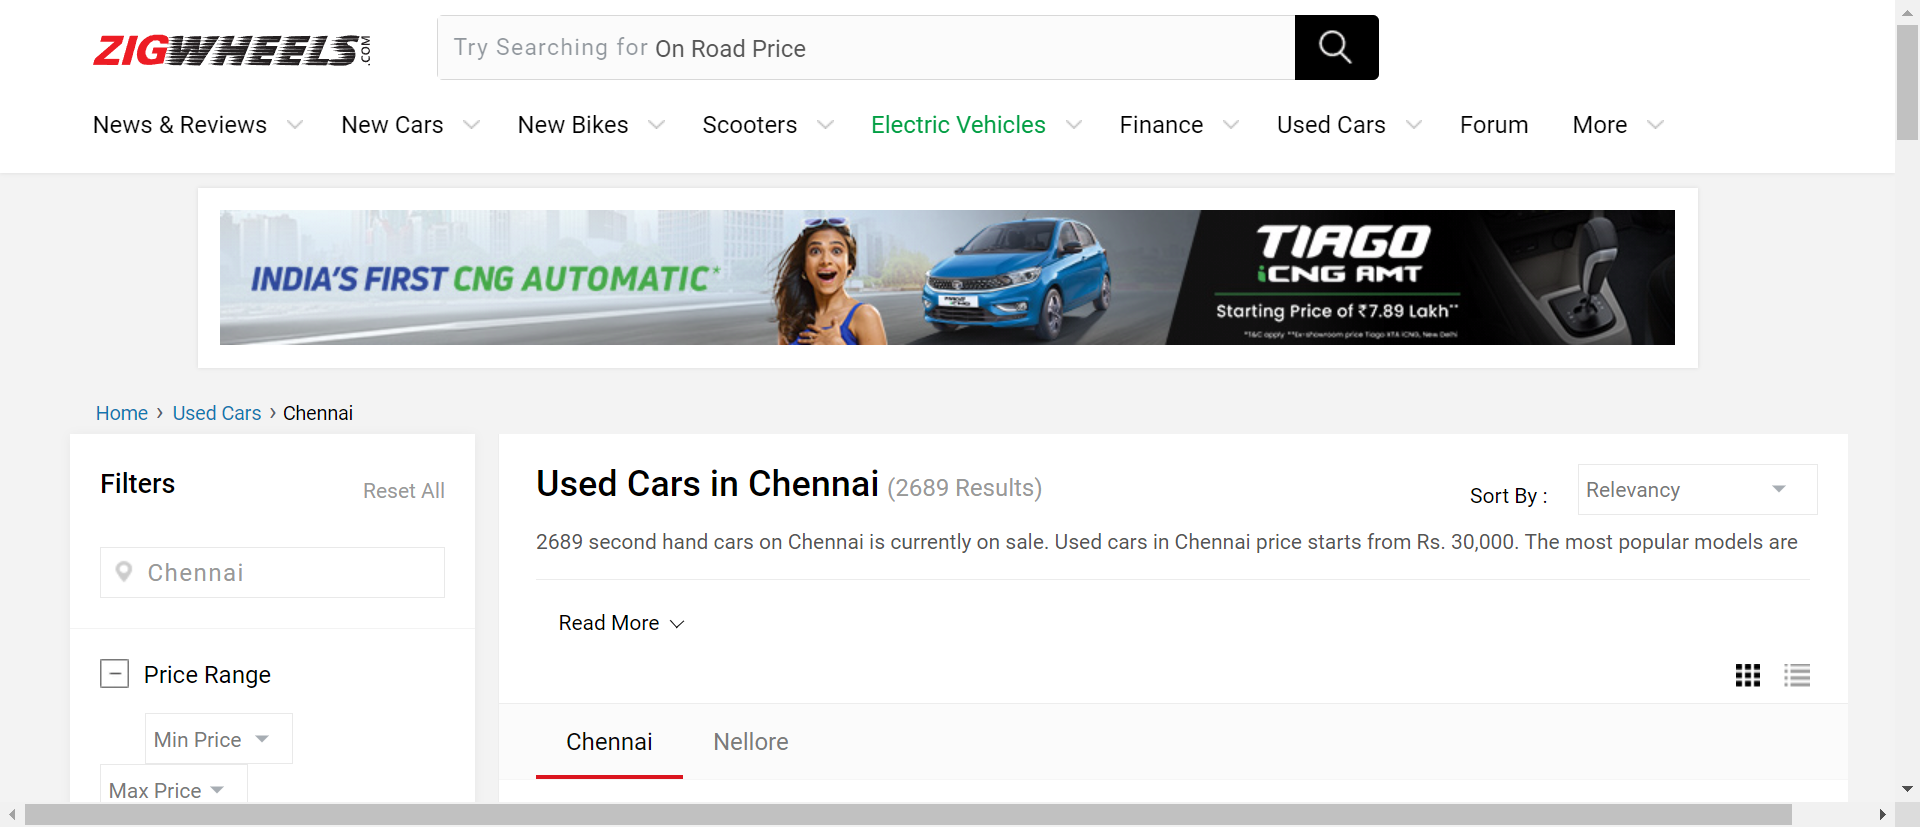 ZIGWHEELS.COM
Try Searching for On Road Price
News & Reviews New Cars New Bikes Scooters Electric Vehicles Finance Used Cars Forum More
INDIA'S FIRST CNG AUTOMATIC*
TIAGO
iCNG AMT
Starting Price of ₹7.89 Lakh**
*T&C apply **Ex-showroom price Tiago XTA iCNG, New Delhi
Home › Used Cars › Chennai
Filters
Reset All
Chennai
Price Range
Min Price
Max Price
Used Cars in Chennai (2689 Results)
Sort By : Relevancy
2689 second hand cars on Chennai is currently on sale. Used cars in Chennai price starts from Rs. 30,000. The most popular models are
Read More
Chennai Nellore